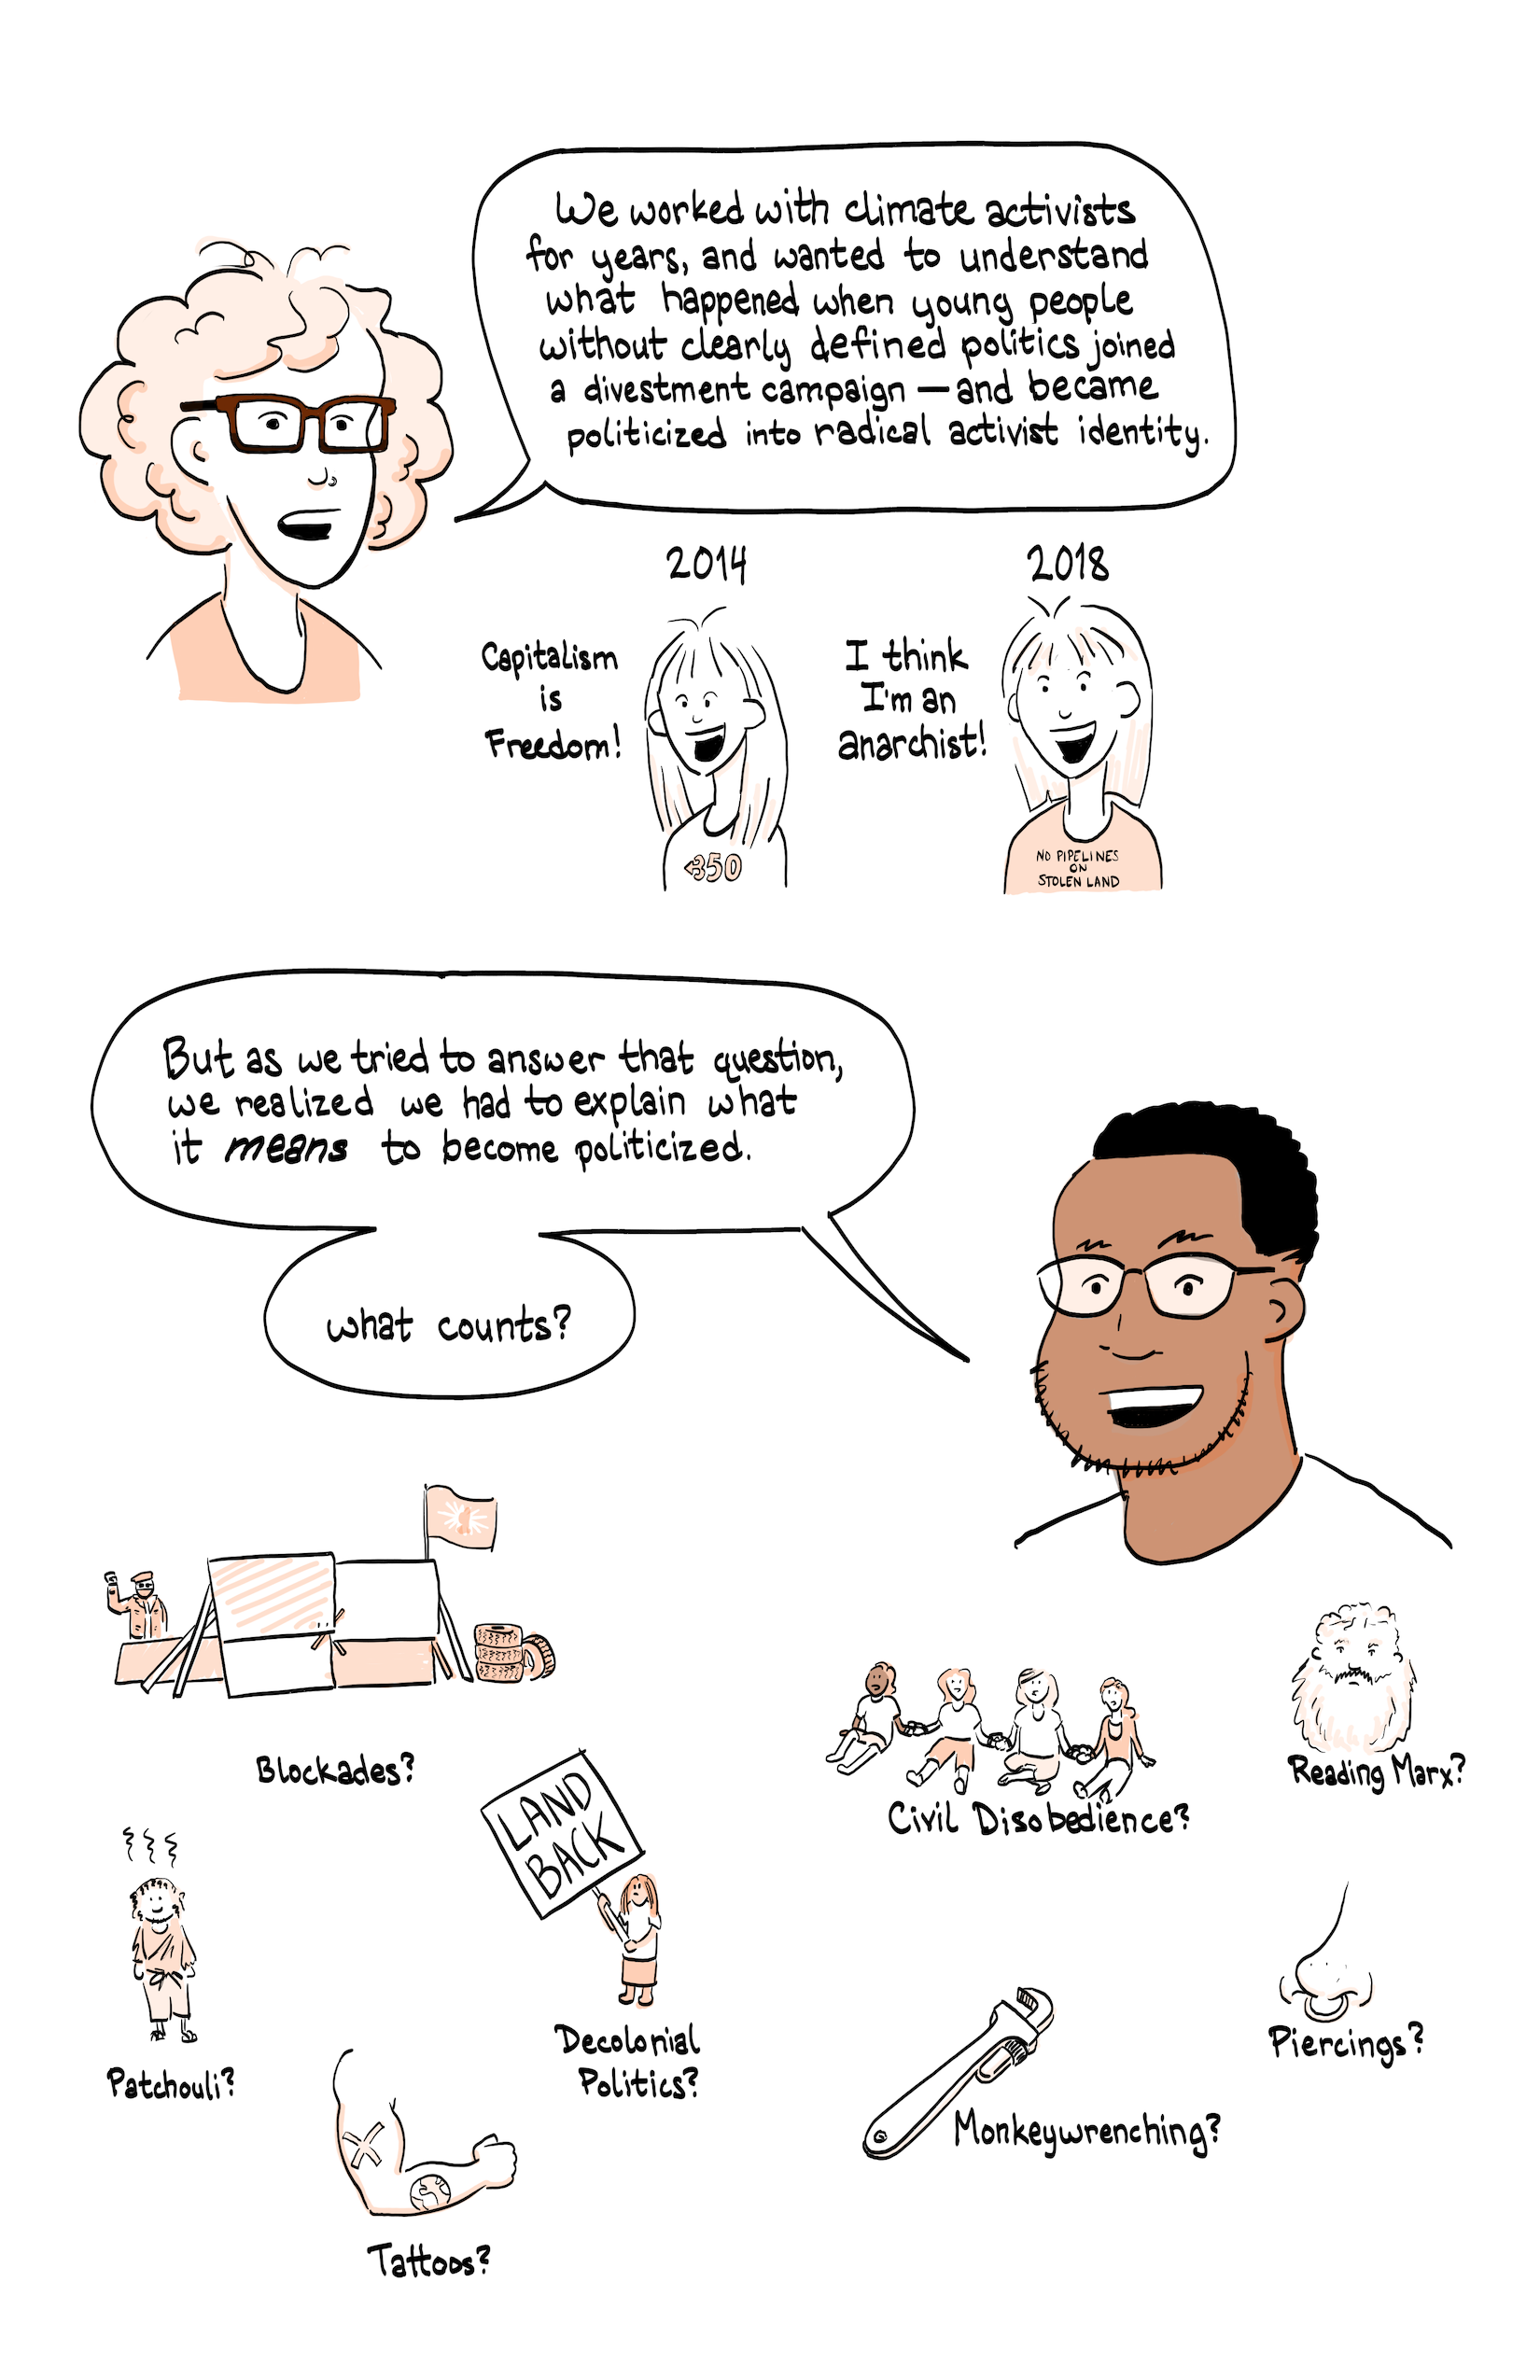 We worked with climate activists
for years, and wanted to understand
what happened when young people
without clearly defined politics joined
a divestment campaign — and became
politicized into radical activist identity.
2014
Capitalism
is
Freedom!
<350
2018
I think
I'm an
anarchist!
NO PIPELINES
ON
STOLEN LAND
But as we tried to answer that question,
we realized we had to explain what
it means to become politicized.
what counts?
Blockades?
LAND
BACK
Civil Disobedience?
Reading Marx?
Patchouli?
Decolonial
Politics?
Piercings?
Monkeywrenching?
Tattoos?